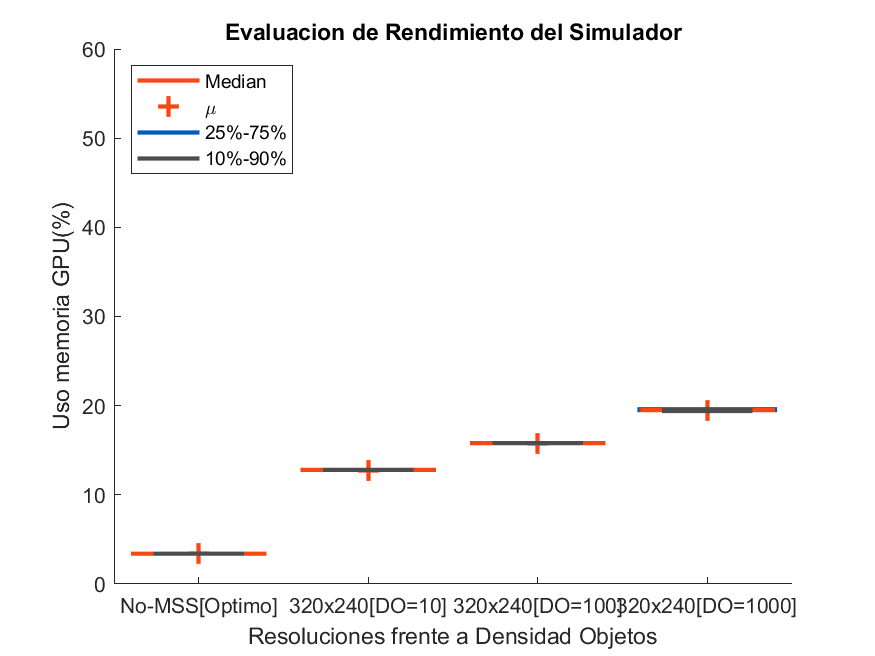 Evaluacion de Rendimiento del Simulador
60
50
40
30
20
10
0
Uso memoria GPU(%)
Median
μ
25%-75%
10%-90%
No-MSS[Optimo]
320x240[DO=10]
320x240[DO=100]
320x240[DO=1000]
Resoluciones frente a Densidad Objetos